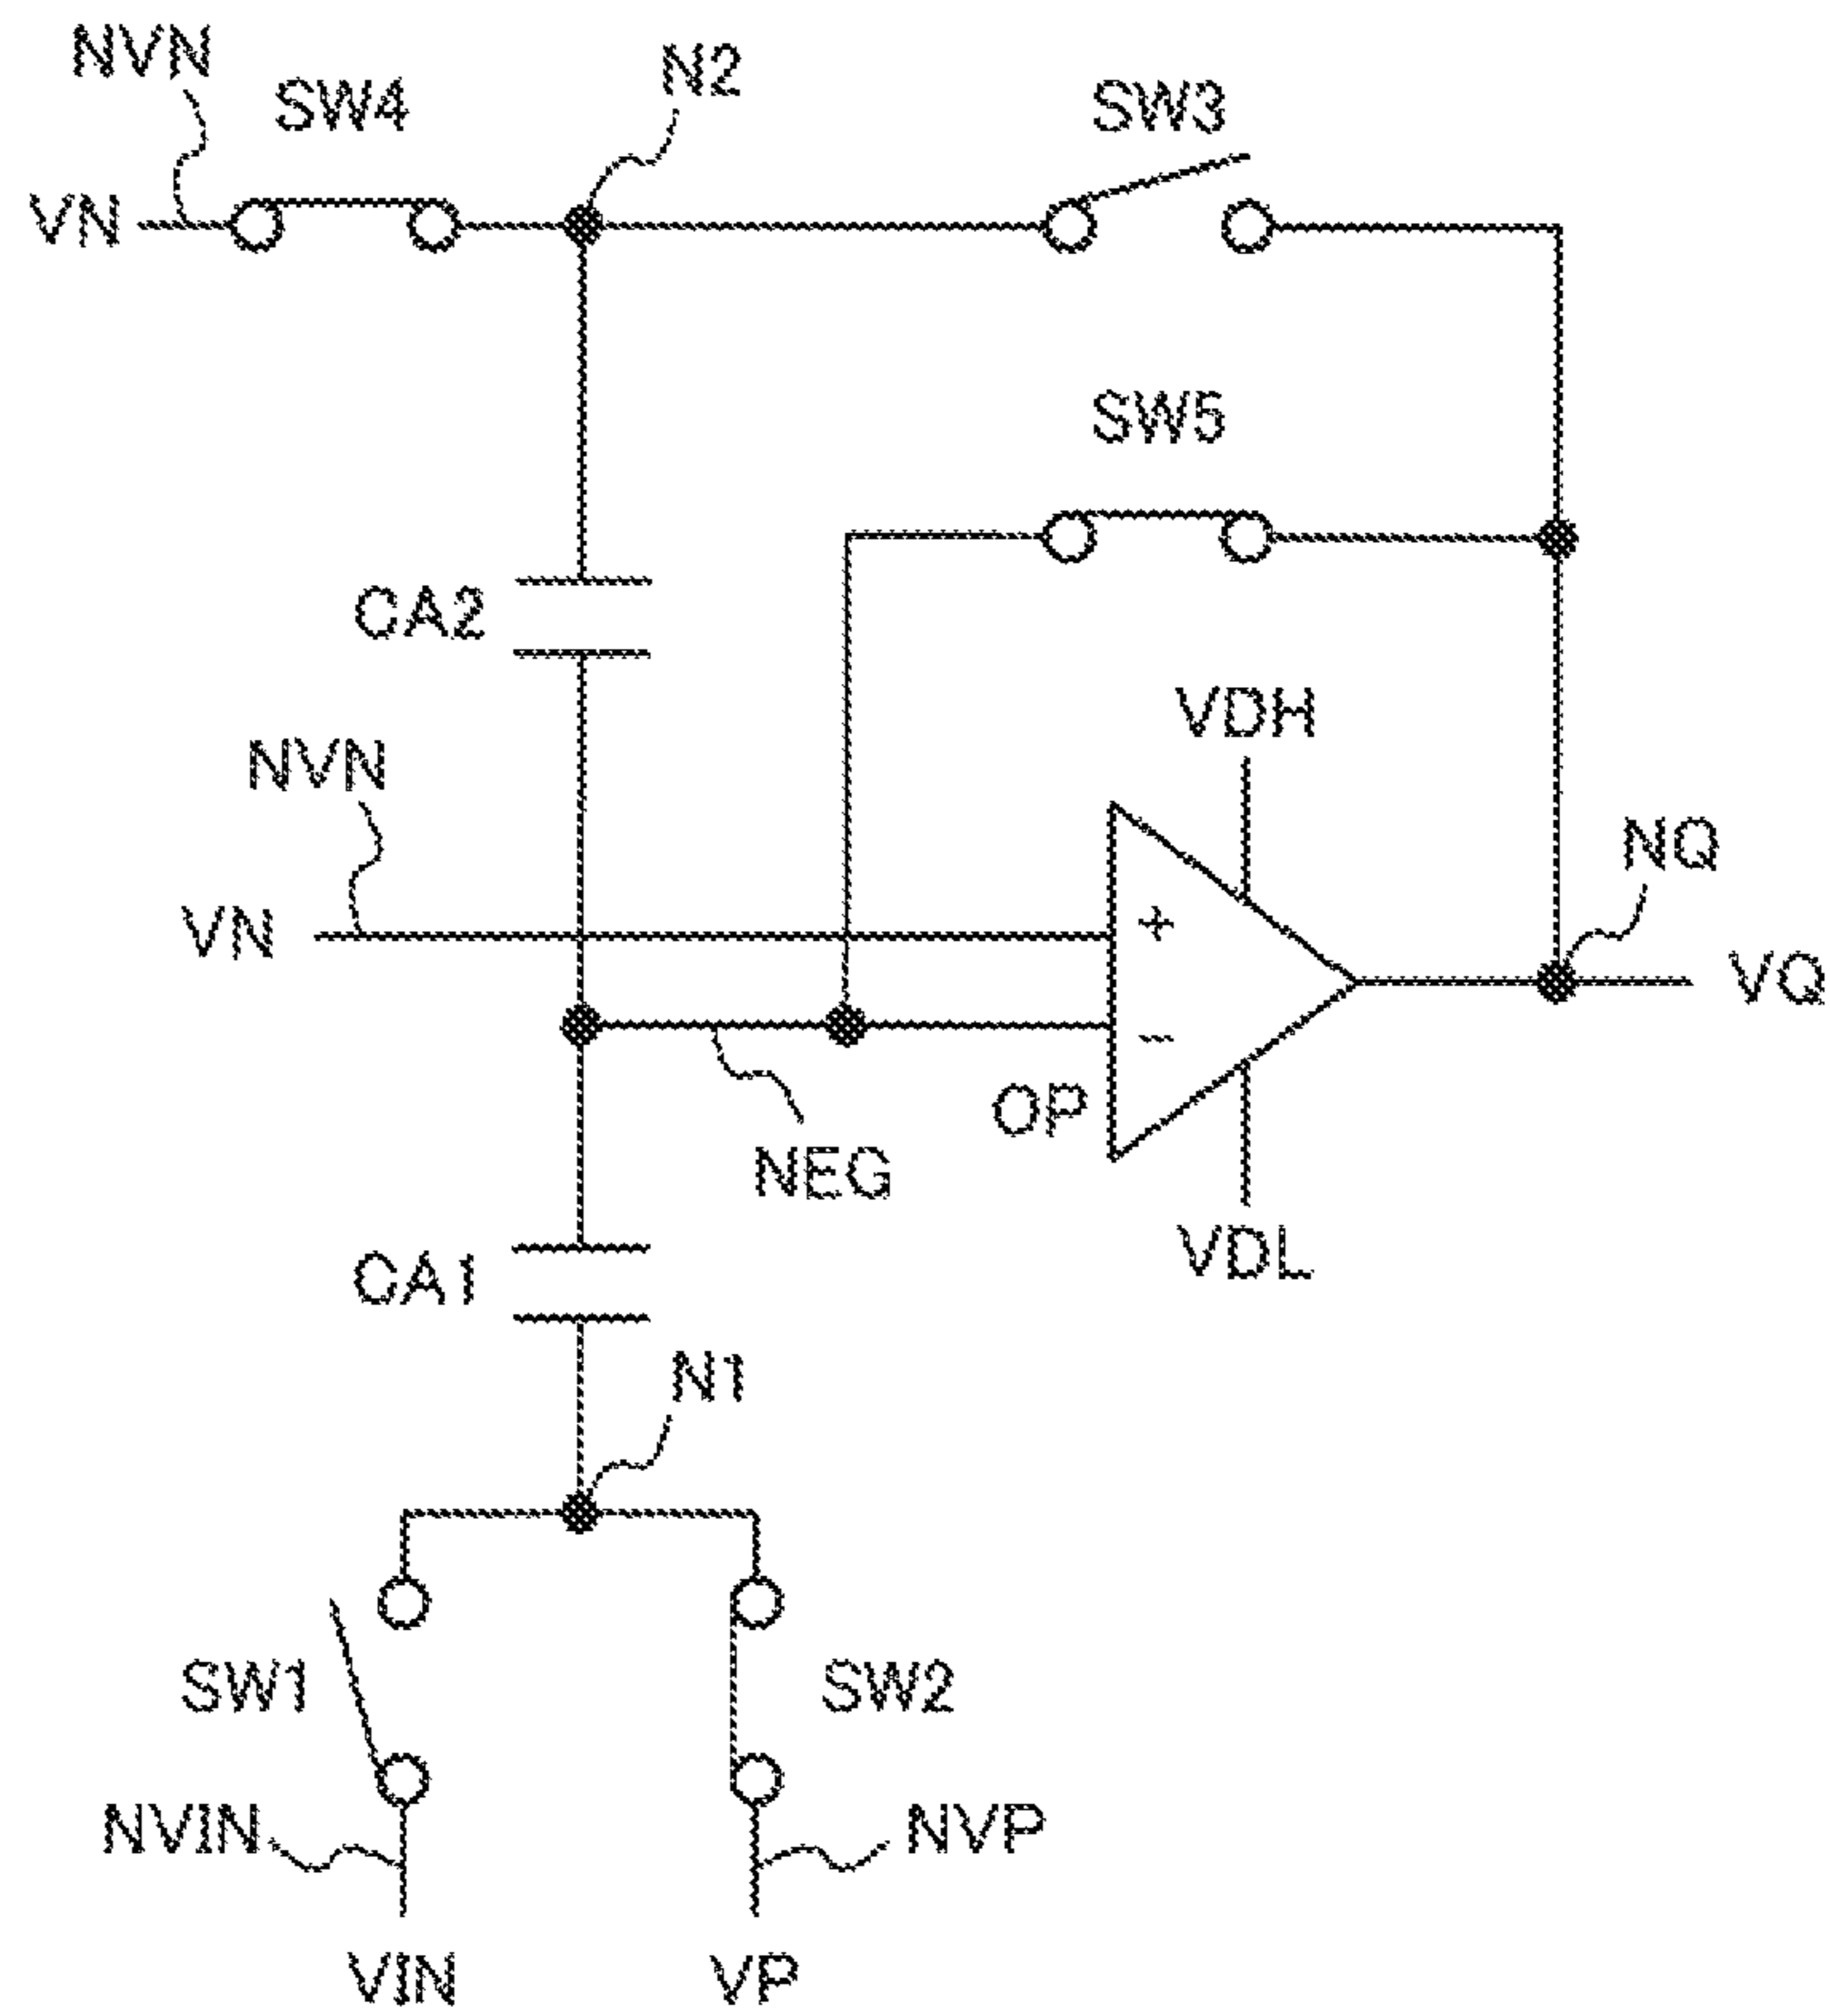 NVN
SW4
N2
SW3
VN
SW5
CA2
VDH
NVN
NQ
VN
+
VQ
−
OP
NEG
VDL
CA1
N1
SW1
SW2
NVIN
NVP
VIN
VP